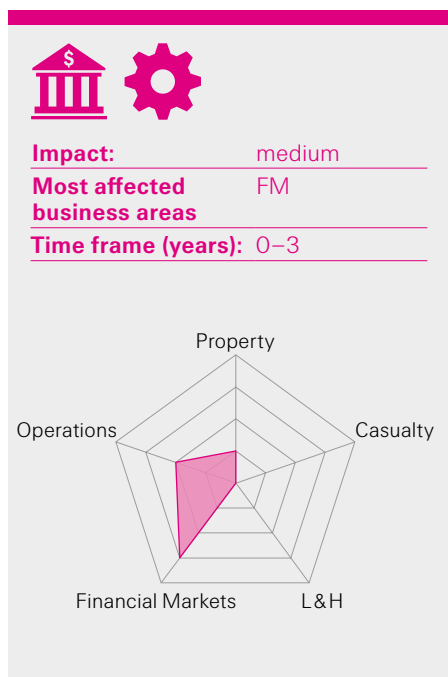 $
Impact: medium
Most affected FM
business areas
Time frame (years): 0–3
Property
Operations Casualty
Financial Markets L&H